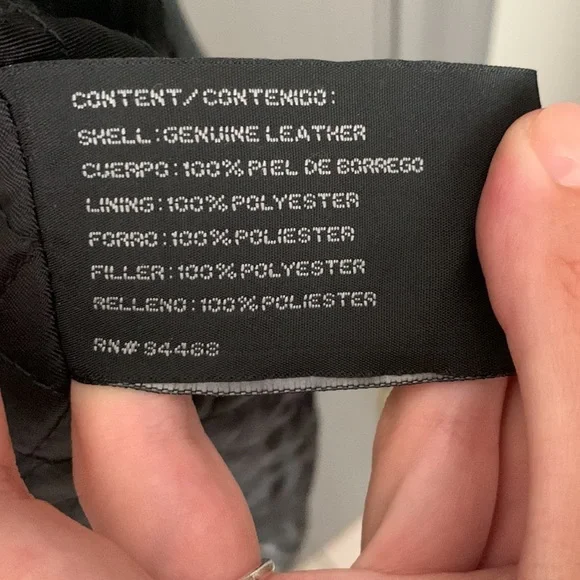 CONTENT/CONTENIDO:
SHELL:GENUINE LEATHER
CUERPO:100% PIEL DE BORREGO
LINING:100% POLYESTER
FORRO:100% POLIESTER
FILLER:100% POLYESTER
RELLENO:100% POLIESTER
RN# 84468